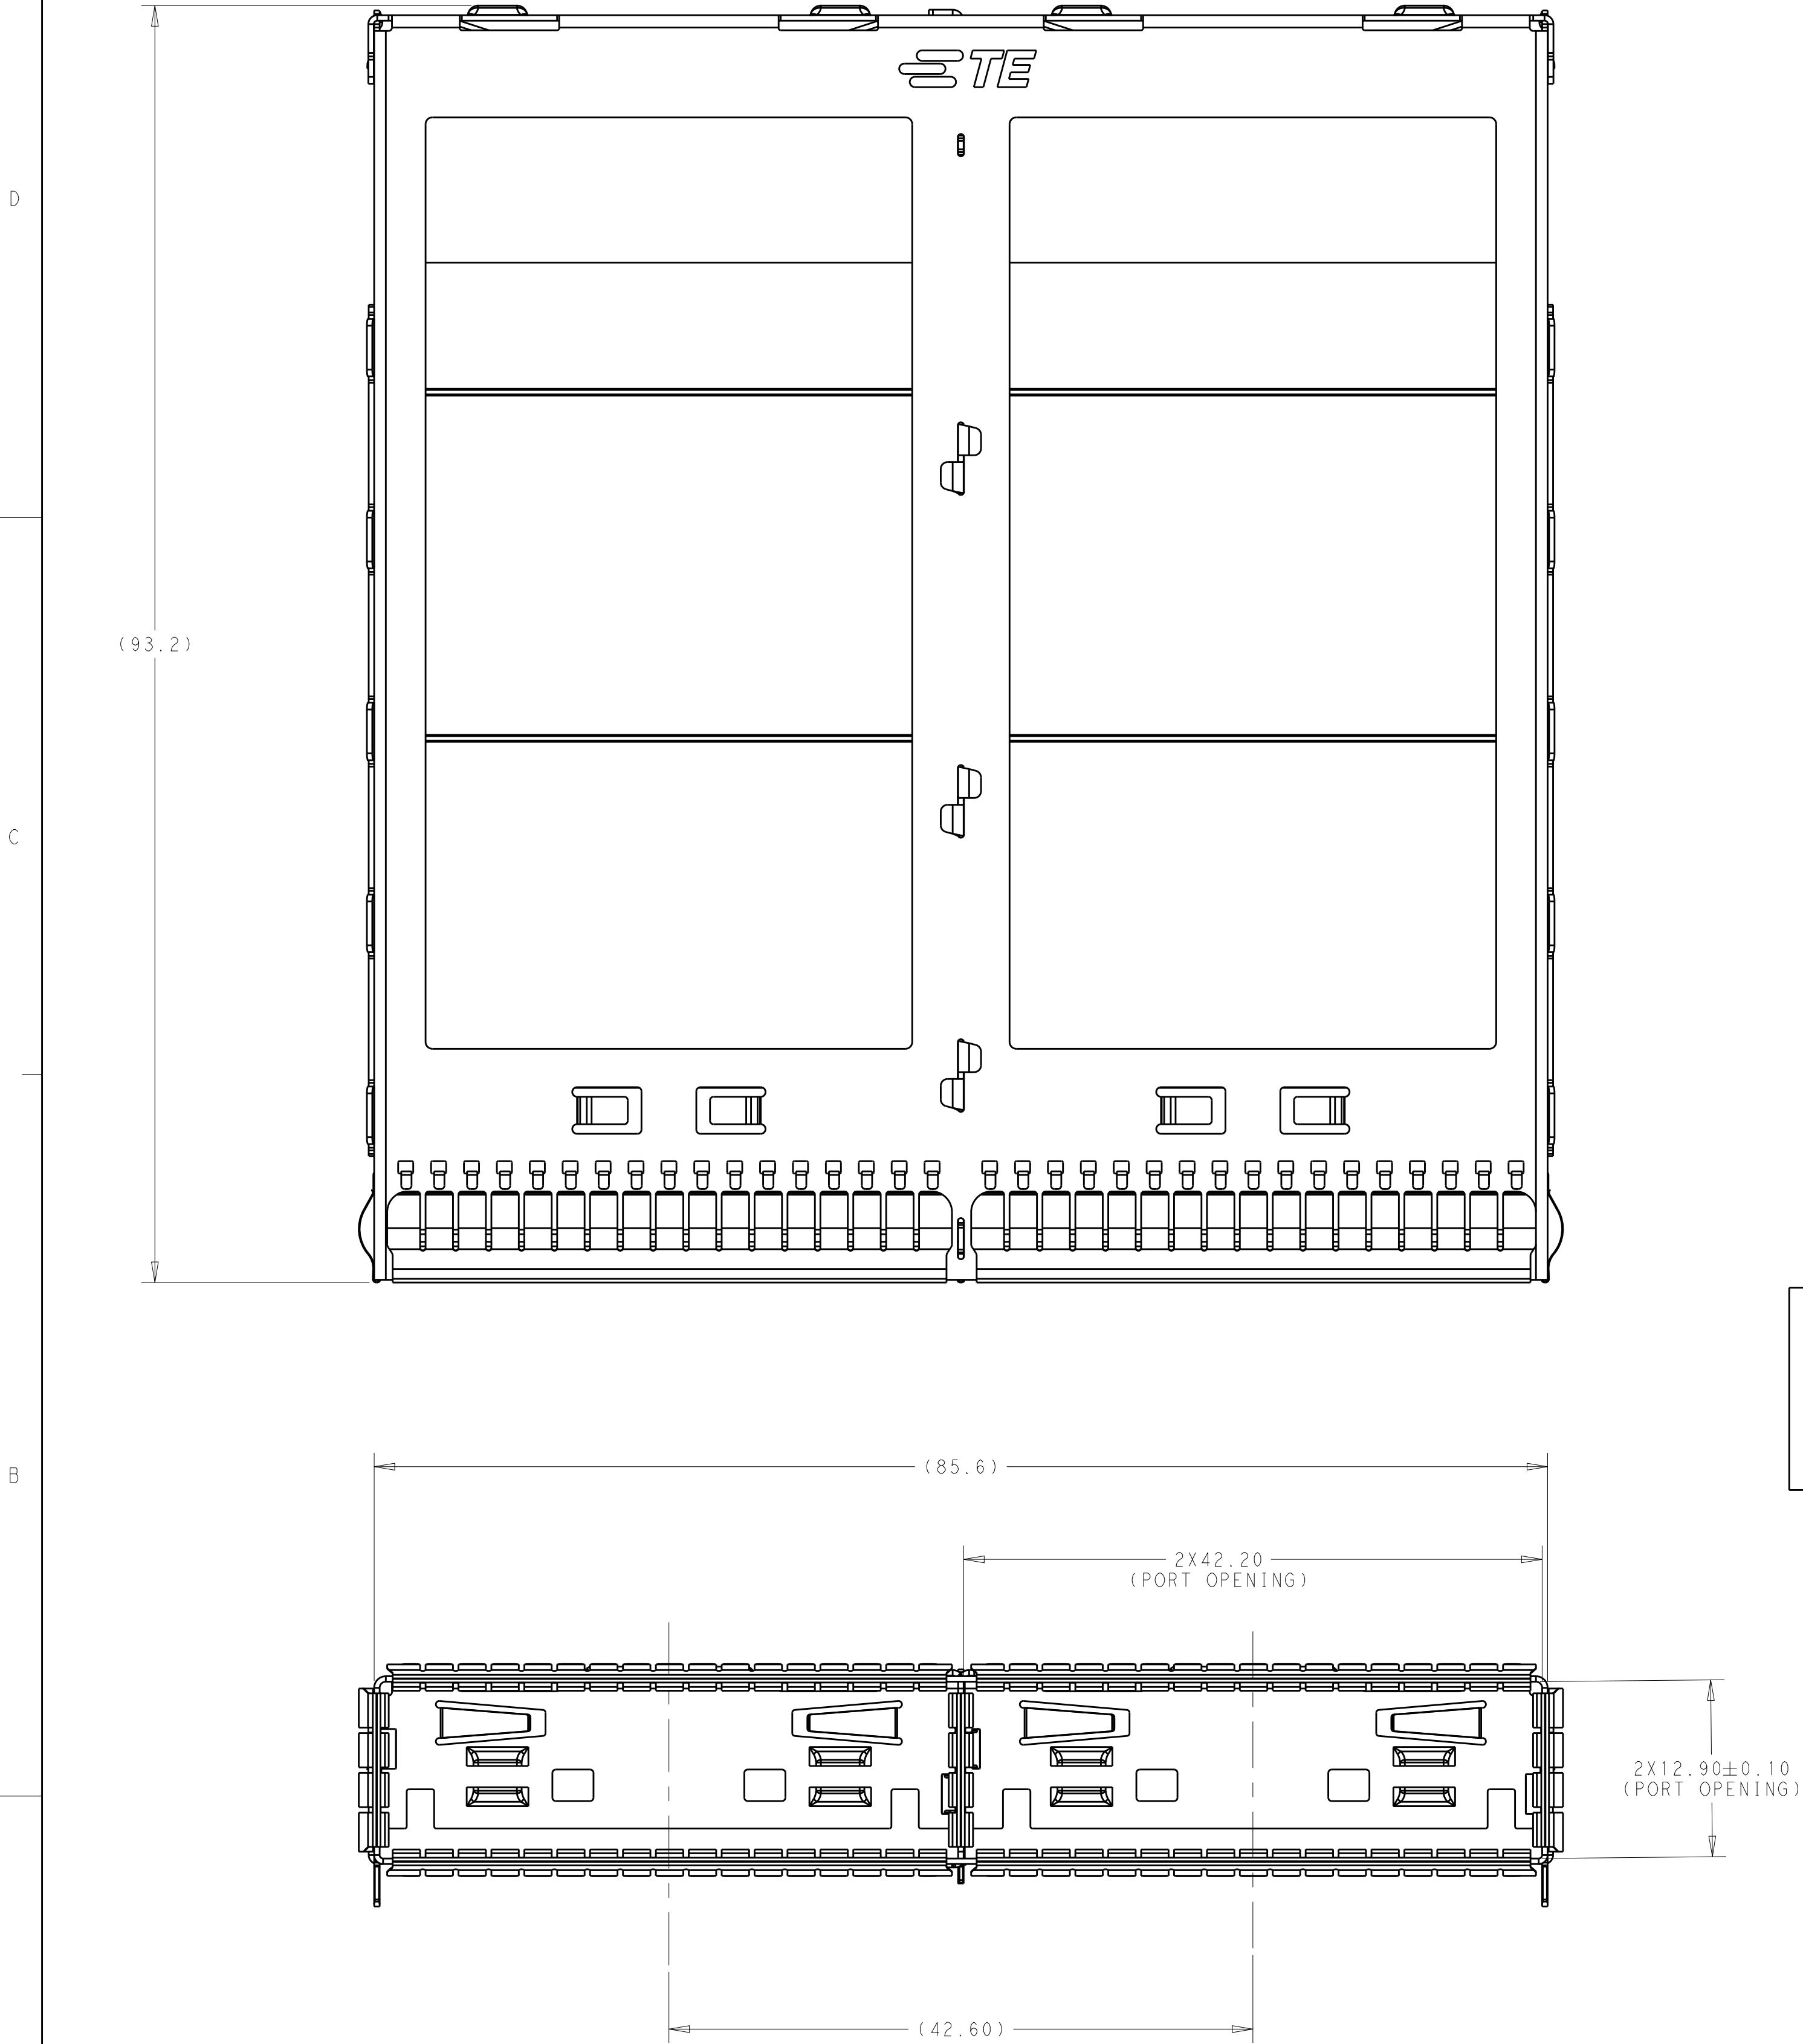 TE
D
(93.2)
C
B
(85.6)
2X42.20
(PORT OPENING)
2X12.90±0.10
(PORT OPENING)
(42.60)